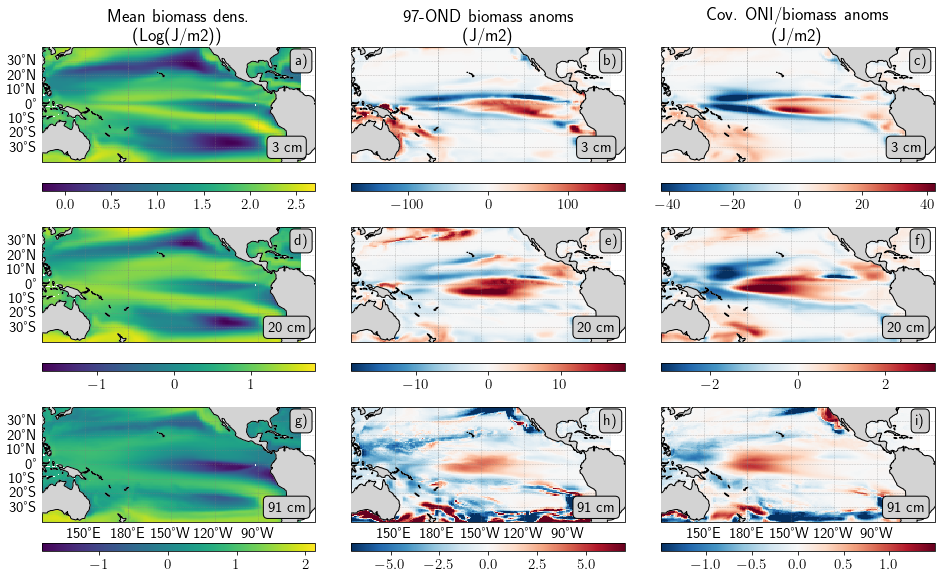 Mean biomass dens.
(Log(J/m2))
97-OND biomass anoms
(J/m2)
Cov. ONI/biomass anoms
(J/m2)
30°N
10°N
0°
10°S
20°S
30°S
a)
3 cm
b)
3 cm
c)
3 cm
0.0 0.5 1.0 1.5 2.0 2.5
−100 0 100
−40 −20 0 20 40
30°N
10°N
0°
10°S
20°S
30°S
d)
20 cm
e)
20 cm
f)
20 cm
−1 0 1
−10 0 10
−2 0 2
30°N
10°N
0°
10°S
20°S
30°S
g)
91 cm
h)
91 cm
i)
91 cm
150°E 180° 150°W 120°W 90°W
150°E 180° 150°W 120°W 90°W
150°E 180° 150°W 120°W 90°W
−1 0 1 2
−5.0 −2.5 0.0 2.5 5.0
−1.0 −0.5 0.0 0.5 1.0